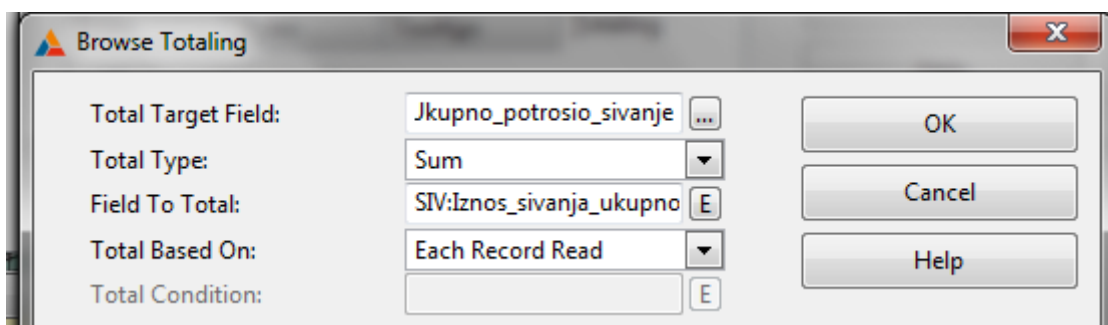 Browse Totaling
Total Target Field: Jkupno_potrosio_sivanje ...
OK
Total Type: Sum
Field To Total: SIV:Iznos_sivanja_ukupno E
Cancel
Total Based On: Each Record Read
Help
Total Condition: E